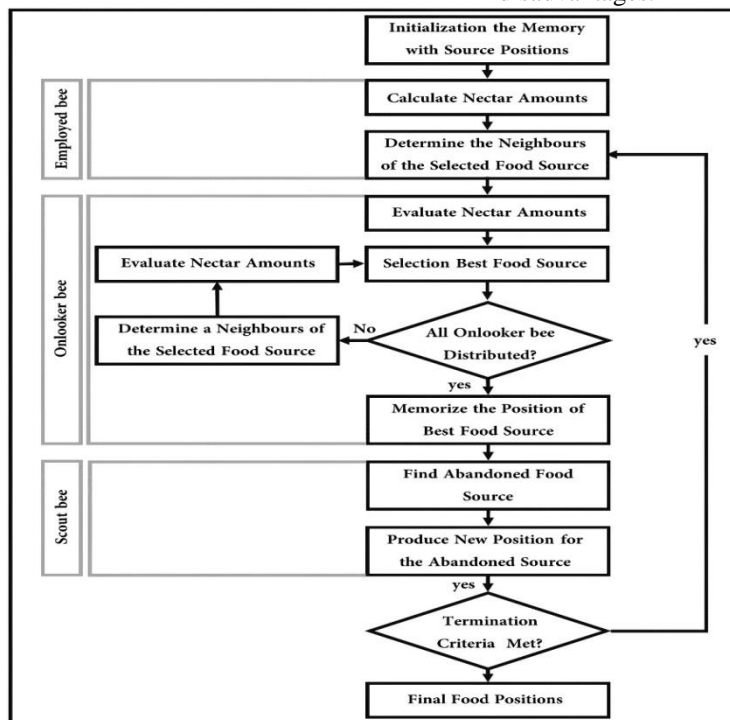 disadvantages.
Initialization the Memory
with Source Positions
Employed bee
Calculate Nectar Amounts
Determine the Neighbours
of the Selected Food Source
Onlooker bee
Evaluate Nectar Amounts
Evaluate Nectar Amounts
Selection Best Food Source
Determine a Neighbours of
the Selected Food Source
No
All Onlooker bee
Distributed?
yes
yes
Memorize the Position of
Best Food Source
Scout bee
Find Abandoned Food
Source
Produce New Position for
the Abandoned Source
yes
Termination
Criteria Met?
Final Food Positions